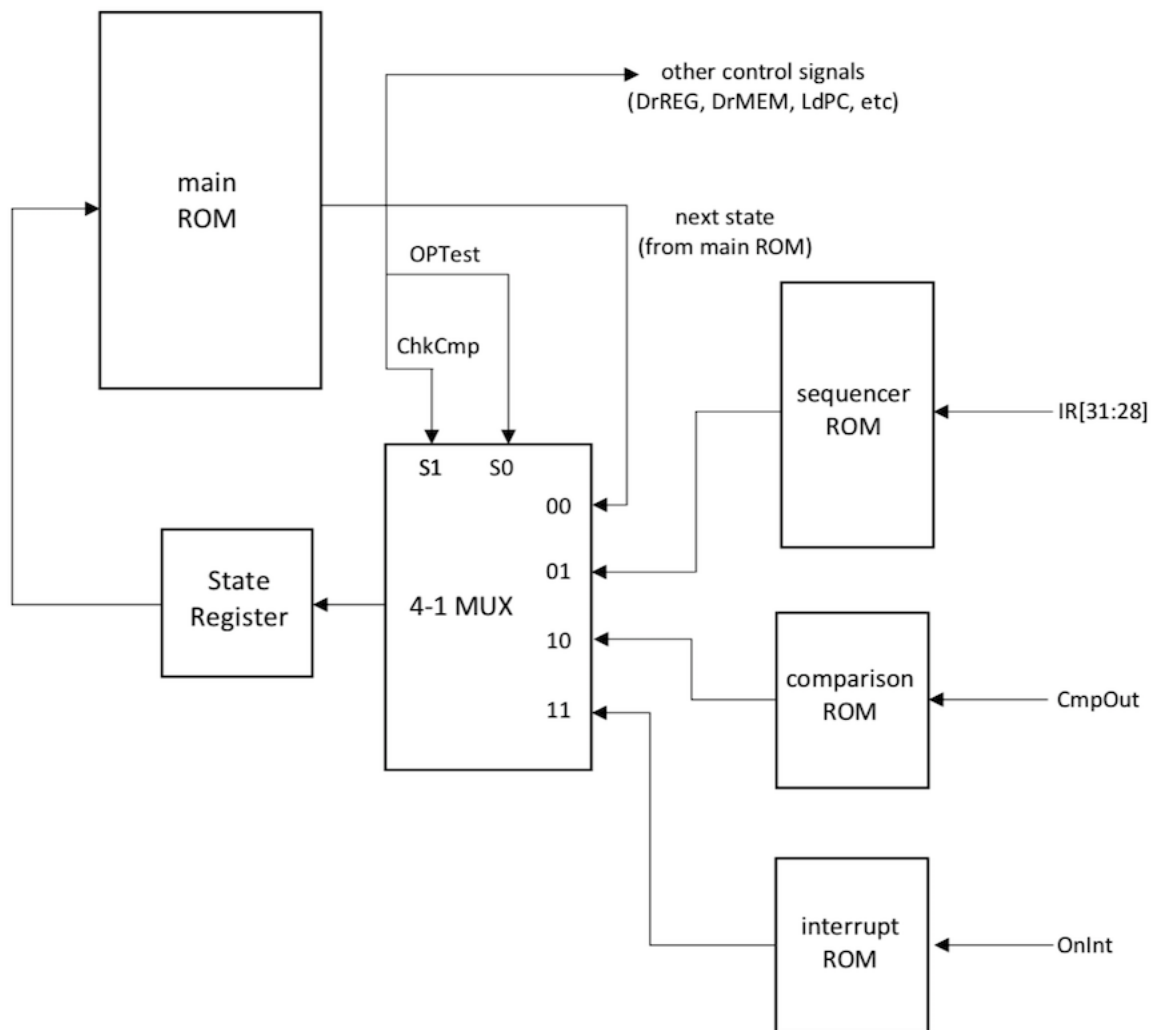 other control signals
(DrREG, DrMEM, LdPC, etc)
main
ROM
next state
(from main ROM)
OPTest
ChkCmp
sequencer
ROM
IR[31:28]
S1 S0
00
01
State
Register
4-1 MUX
10
comparison
ROM
CmpOut
11
interrupt
ROM
OnInt